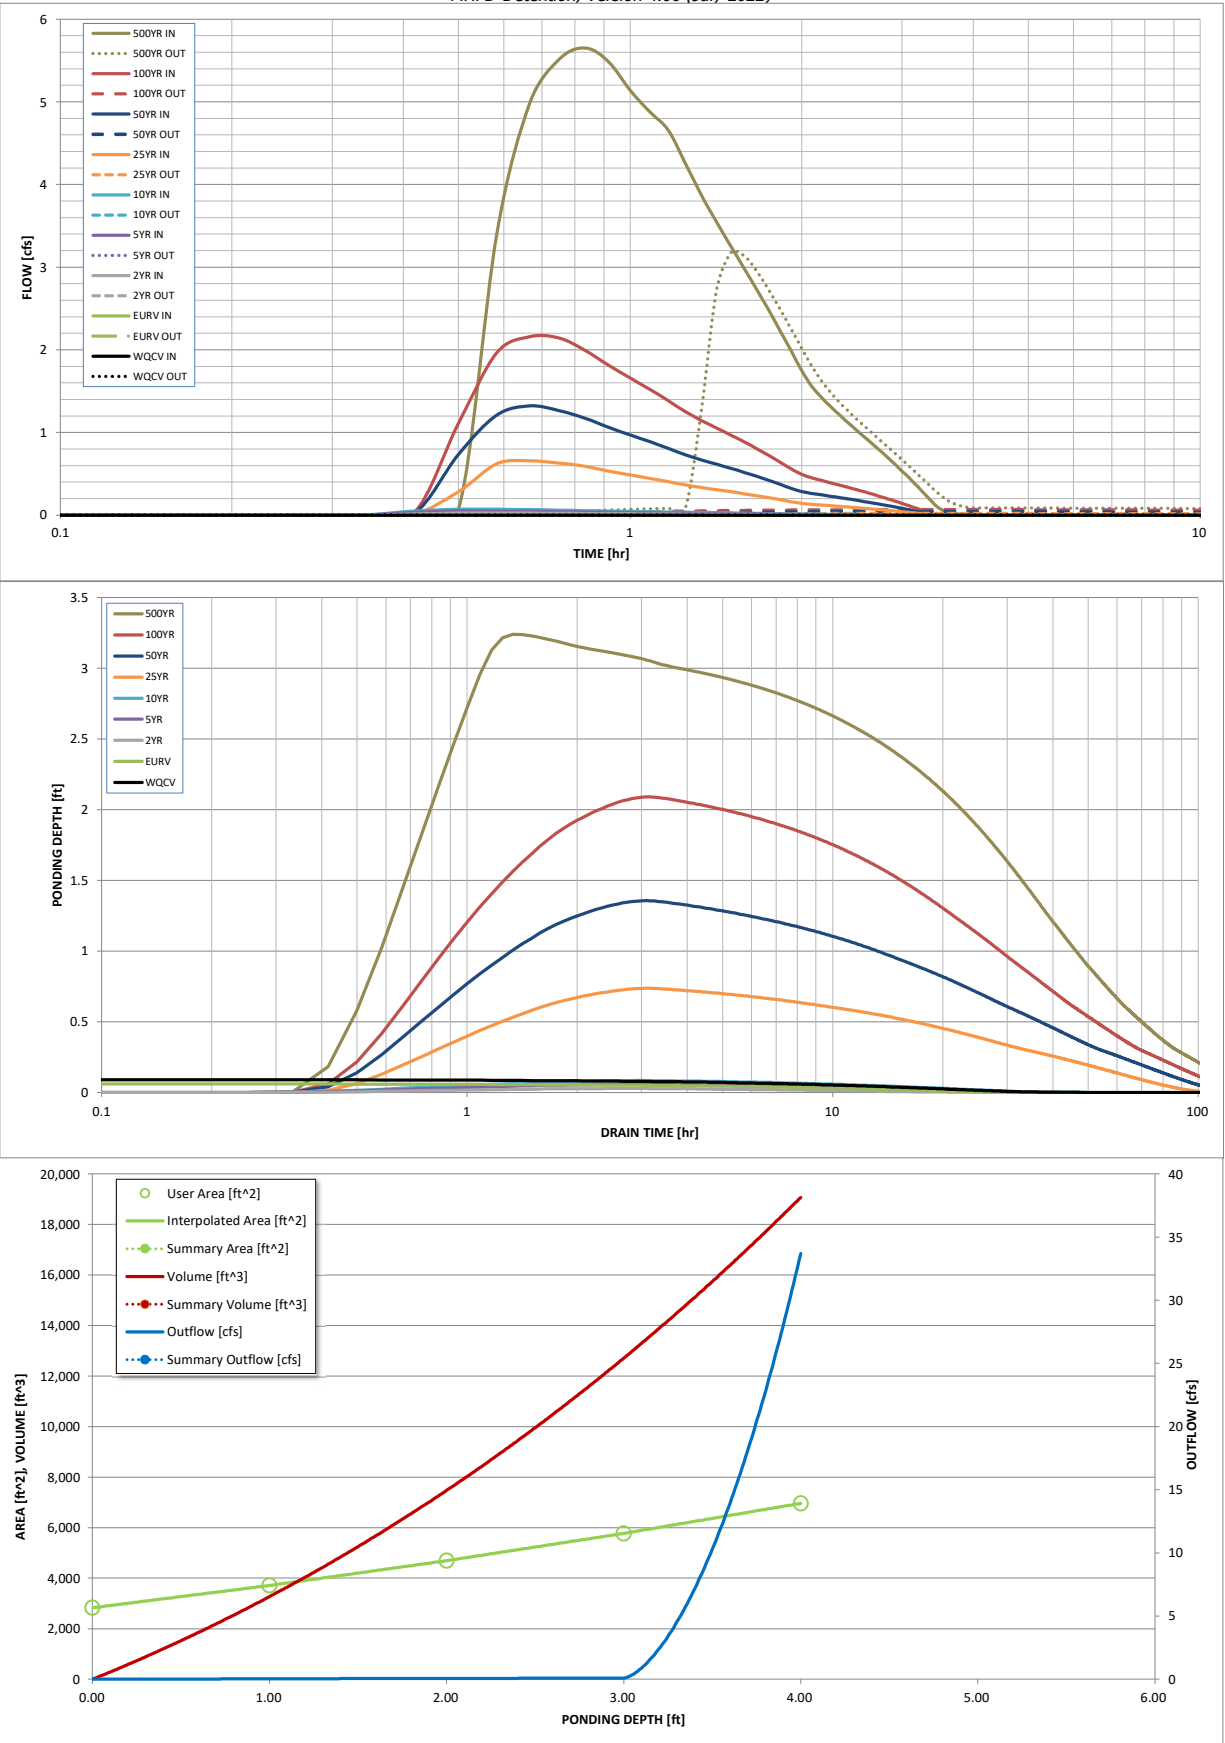 6
5
4
3
2
1
0
0.1
1
10
FLOW [cfs]
TIME [hr]
500YR IN
500YR OUT
100YR IN
100YR OUT
50YR IN
50YR OUT
25YR IN
25YR OUT
10YR IN
10YR OUT
5YR IN
5YR OUT
2YR IN
2YR OUT
EURV IN
EURV OUT
WQCV IN
WQCV OUT
3.5
3
2.5
2
1.5
1
0.5
0
0.1
1
10
100
PONDING DEPTH [ft]
DRAIN TIME [hr]
500YR
100YR
50YR
25YR
10YR
5YR
2YR
EURV
WQCV
20,000
18,000
16,000
14,000
12,000
10,000
8,000
6,000
4,000
2,000
0
AREA [ft^2], VOLUME [ft^3]
User Area [ft^2]
Interpolated Area [ft^2]
Summary Area [ft^2]
Volume [ft^3]
Summary Volume [ft^3]
Outflow [cfs]
Summary Outflow [cfs]
40
35
30
25
20
15
10
5
0
OUTFLOW [cfs]
0.00
1.00
2.00
3.00
4.00
5.00
6.00
PONDING DEPTH [ft]